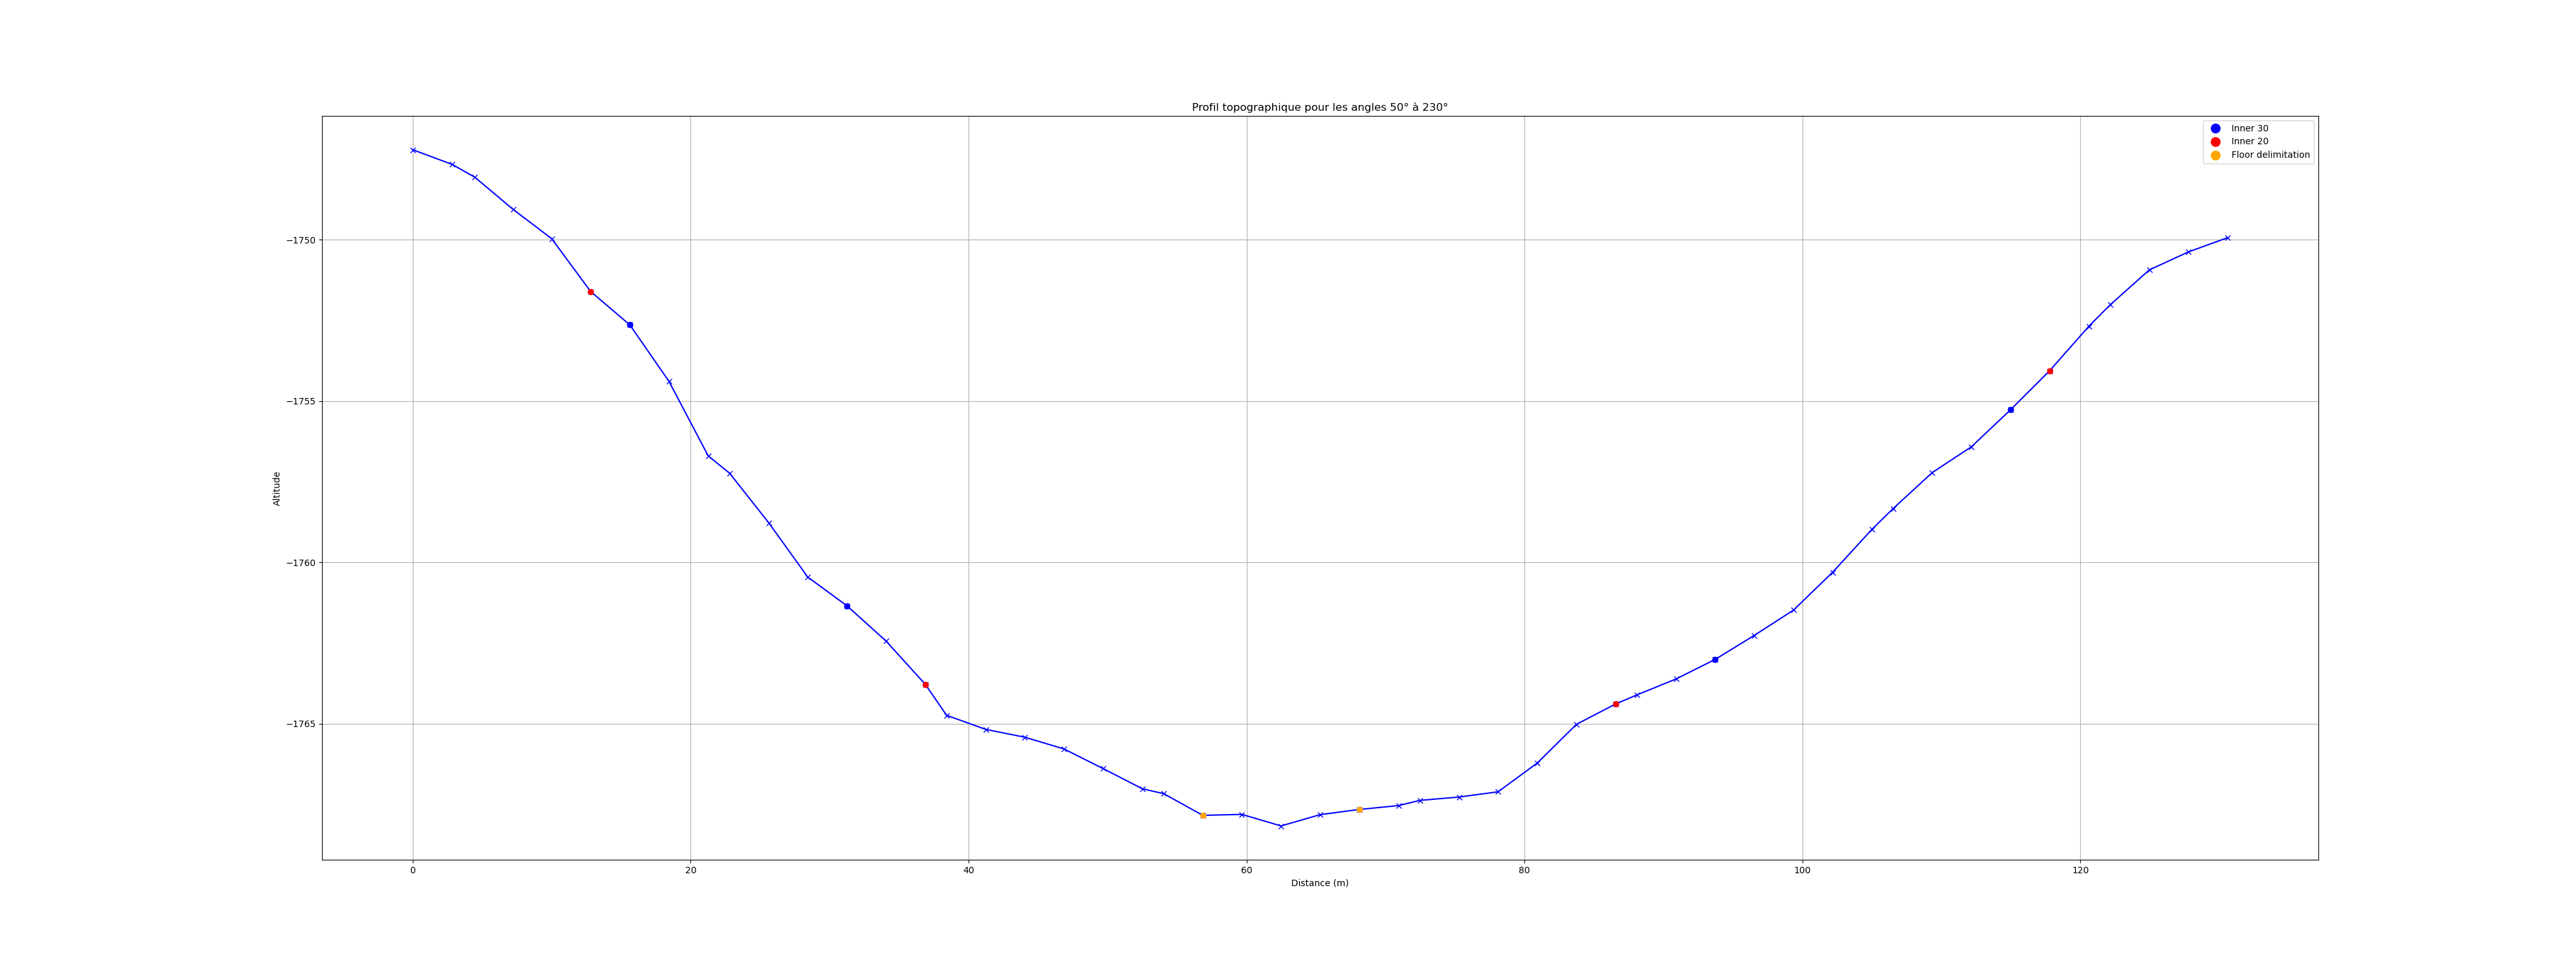 Profil topographique pour les angles 50° à 230°
Inner 30
Inner 20
Floor delimitation
Altitude
−1750
−1755
−1760
−1765
0 20 40 60 80 100 120
Distance (m)